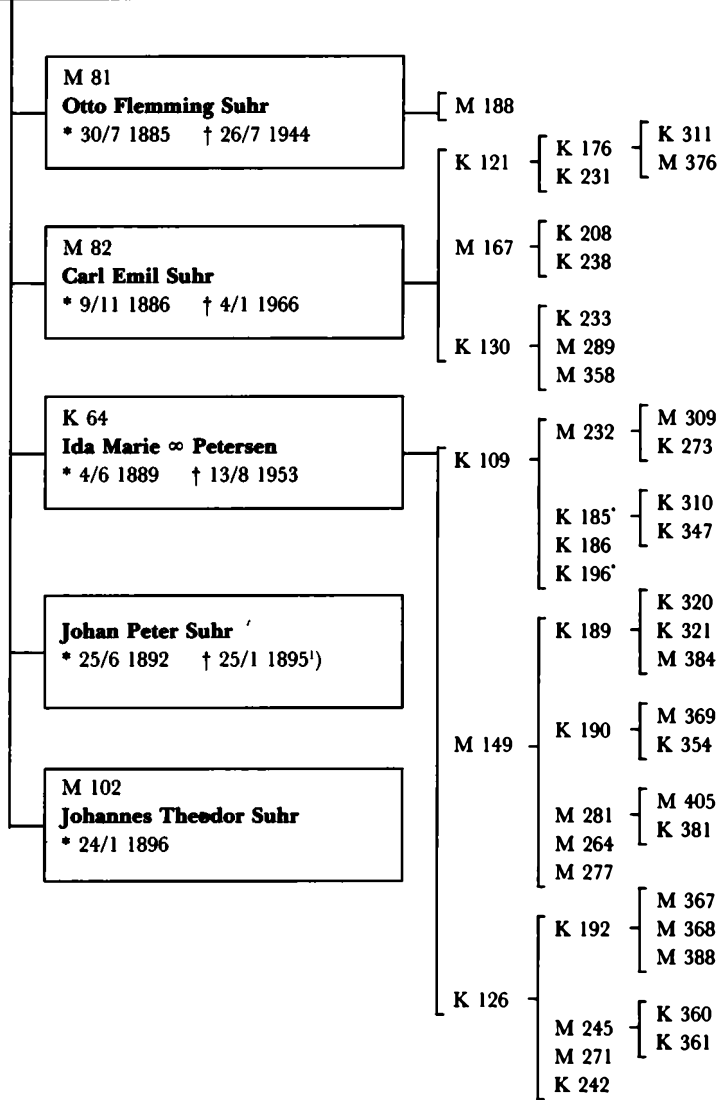 M 81
Otto Flemming Suhr
* 30/7 1885 † 26/7 1944
M 188
K 121
K 176
K 231
K 311
M 376
M 82
Carl Emil Suhr
* 9/11 1886 † 4/1 1966
M 167
K 208
K 238
K 130
K 233
M 289
M 358
K 64
Ida Marie ∞ Petersen
* 4/6 1889 † 13/8 1953
K 109
M 232
M 309
K 273
K 185*
K 186
K 196*
K 310
K 347
Johan Peter Suhr
* 25/6 1892 † 25/1 1895¹)
M 149
K 189
K 320
K 321
M 384
K 190
M 369
K 354
M 281
M 264
M 277
M 405
K 381
M 102
Johannes Theodor Suhr
* 24/1 1896
K 126
K 192
M 367
M 368
M 388
M 245
M 271
K 242
K 360
K 361